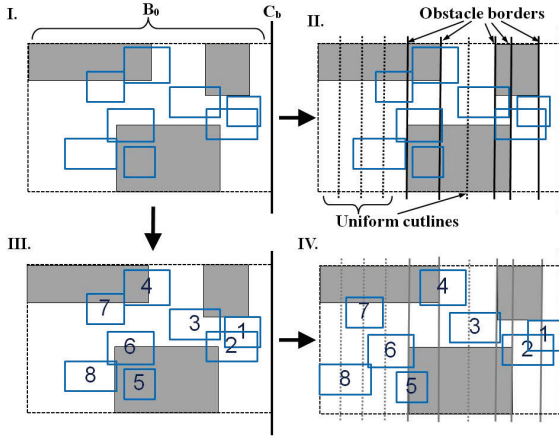 I.
B₀
C_b
II.
Obstacle borders
Uniform cutlines
III.
4
7
3
1
2
6
8
5
IV.
4
7
3
1
2
6
8
5